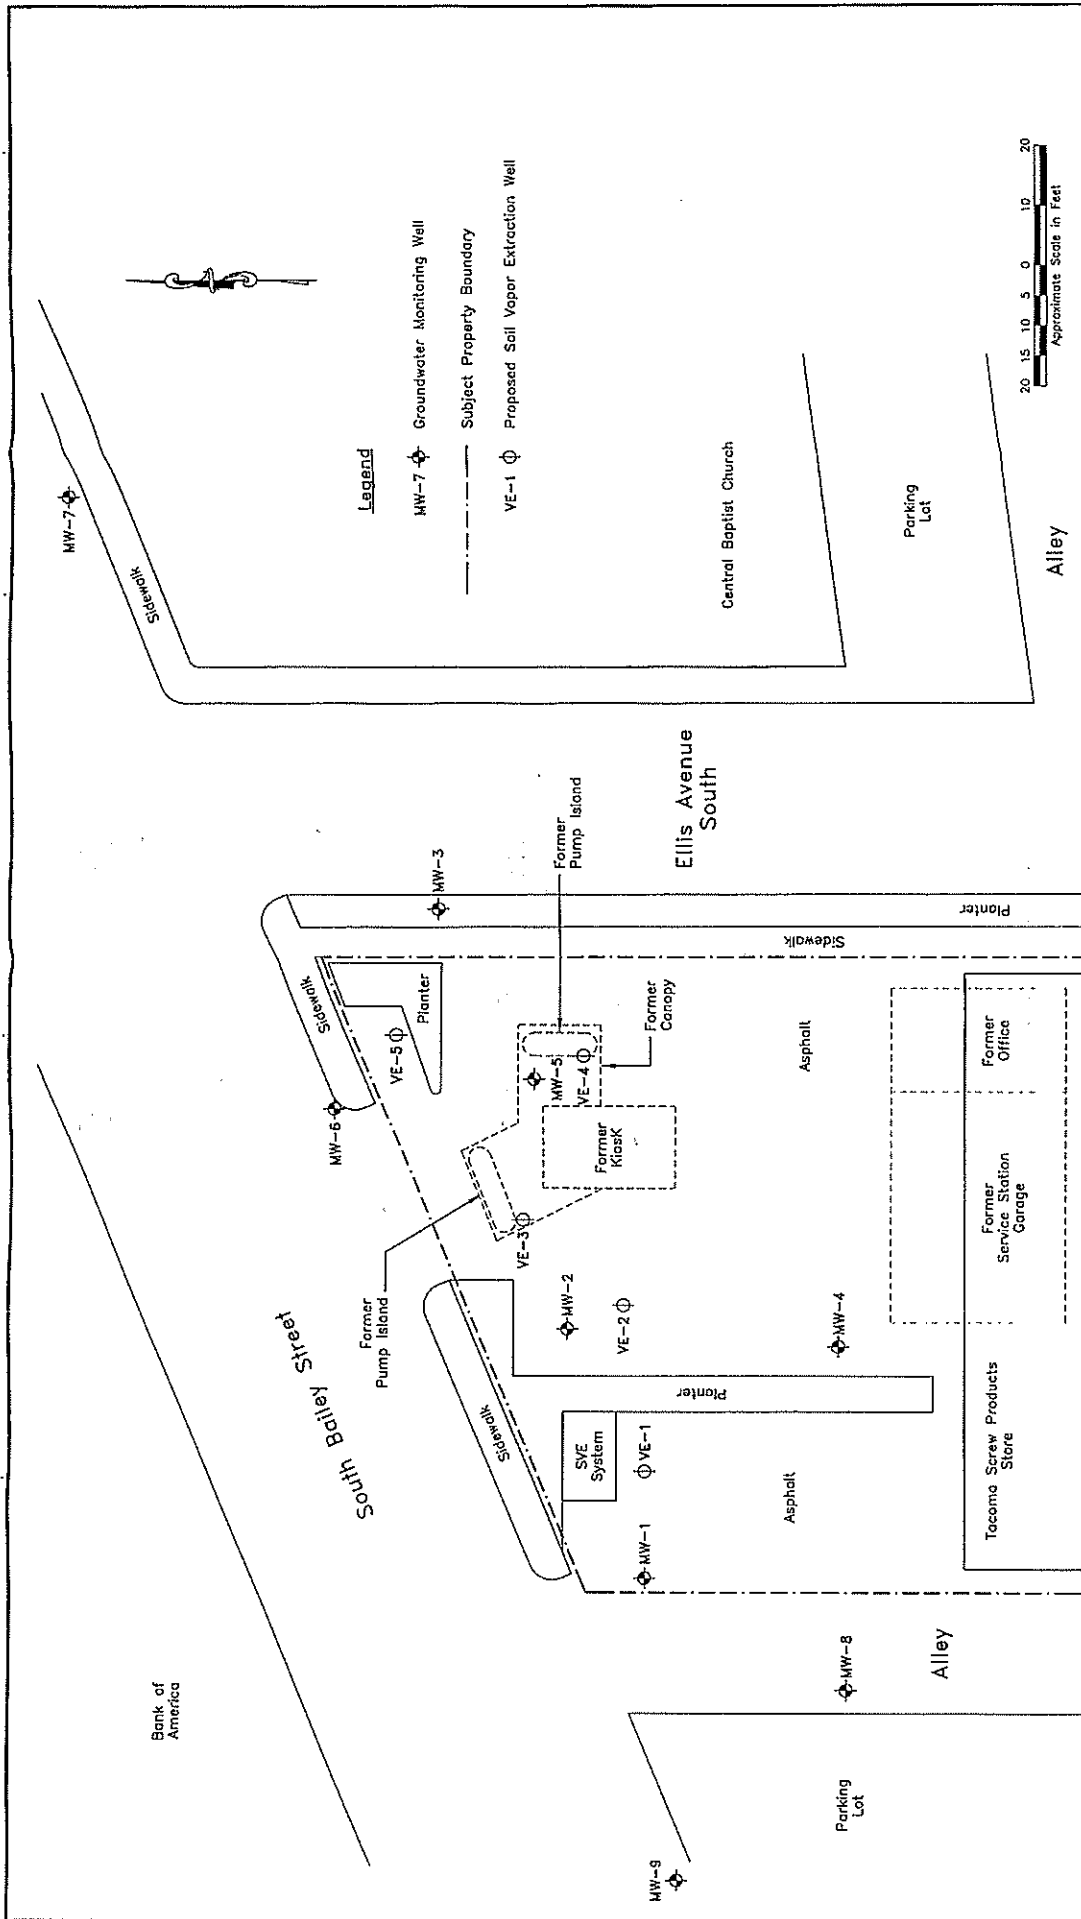 Bank of
America
South Bailey Street
MW-7
Sidewalk
Legend
MW-7 Groundwater Monitoring Well
Subject Property Boundary
VE-1 Proposed Soil Vapor Extraction Well
Central Baptist Church
Parking
Lot
Alley
20 15 10 5 0 10 20
Approximate Scale in Feet
Ellis Avenue
South
MW-3
Planter
Sidewalk
Sidewalk
Planter
VE-5
MW-6
Former
Pump Island
MW-5
VE-4
Former
Canopy
Former
Kiosk
Former
Pump Island
VE-3
MW-2
VE-2
MW-4
Asphalt
Former
Office
Former
Service Station
Garage
Tacoma Screw Products
Store
Sidewalk
Planter
SVE
System
VE-1
MW-1
Asphalt
MW-8
Alley
Parking
Lot
MW-9